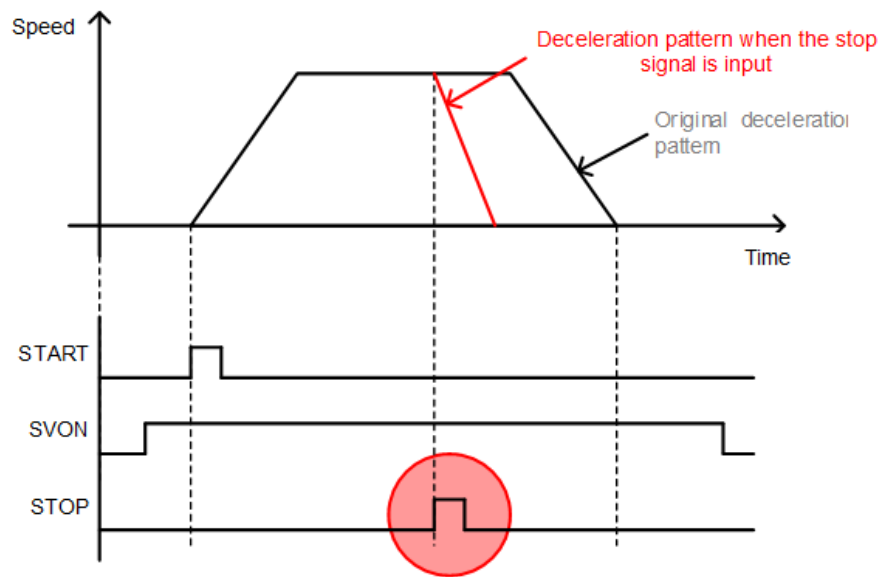 Speed
Deceleration pattern when the stop
signal is input
Original deceleration
pattern
Time
START
SVON
STOP